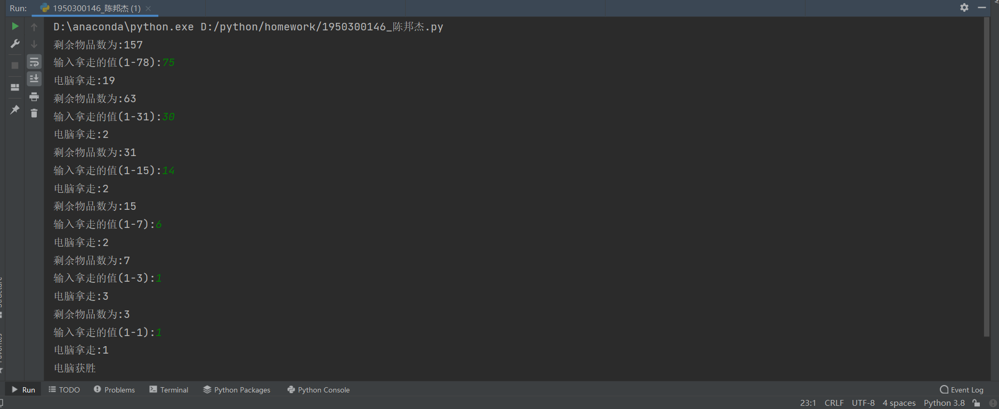 Run: 1950300146_陈邦杰 (1)
D:\anaconda\python.exe D:/python/homework/1950300146_陈邦杰.py
剩余物品数为:157
输入拿走的值(1-78):75
电脑拿走:19
剩余物品数为:63
输入拿走的值(1-31):30
电脑拿走:2
剩余物品数为:31
输入拿走的值(1-15):14
电脑拿走:2
剩余物品数为:15
输入拿走的值(1-7):6
电脑拿走:2
剩余物品数为:7
输入拿走的值(1-3):1
电脑拿走:3
剩余物品数为:3
输入拿走的值(1-1):1
电脑拿走:1
电脑获胜
Structure
Favorites
Run TODO Problems Terminal Python Packages Python Console Event Log
23:1 CRLF UTF-8 4 spaces Python 3.8